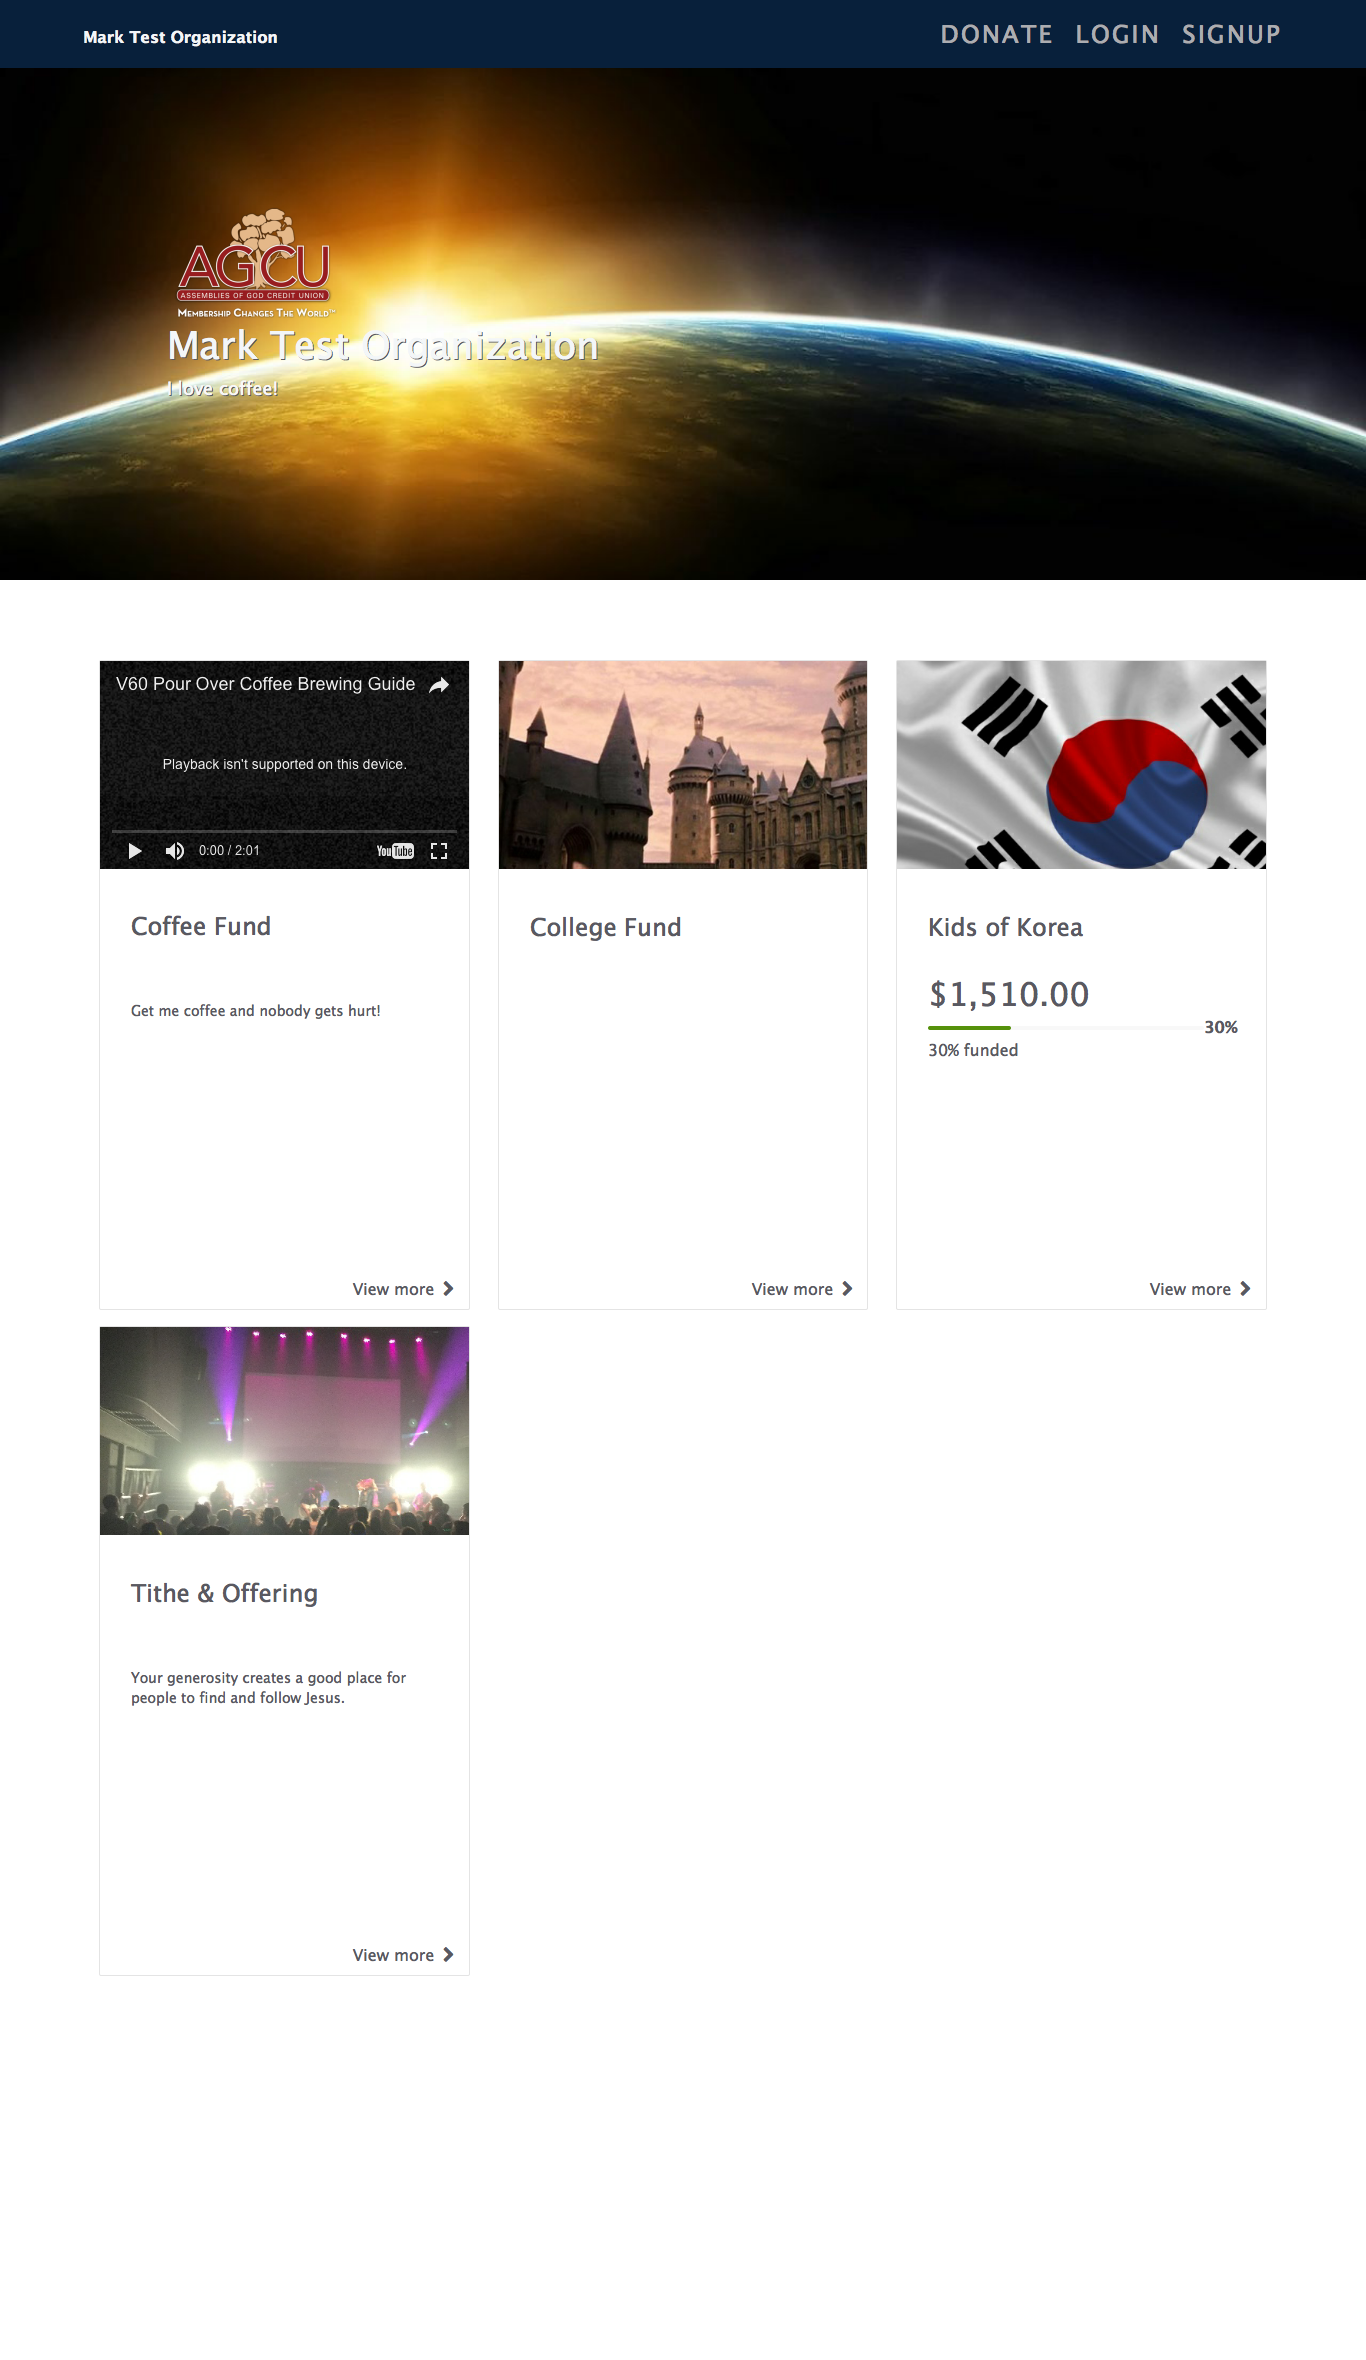 Mark Test Organization
DONATE LOGIN SIGNUP
AGCU
ASSEMBLIES OF GOD CREDIT UNION
MEMBERSHIP CHANGES THE WORLD™
Mark Test Organization
I love coffee!
V60 Pour Over Coffee Brewing Guide
Playback isn't supported on this device.
0:00 / 2:01
YouTube
Coffee Fund
Get me coffee and nobody gets hurt!
View more
College Fund
View more
Kids of Korea
$1,510.00
30%
30% funded
View more
Tithe & Offering
Your generosity creates a good place for
people to find and follow Jesus.
View more